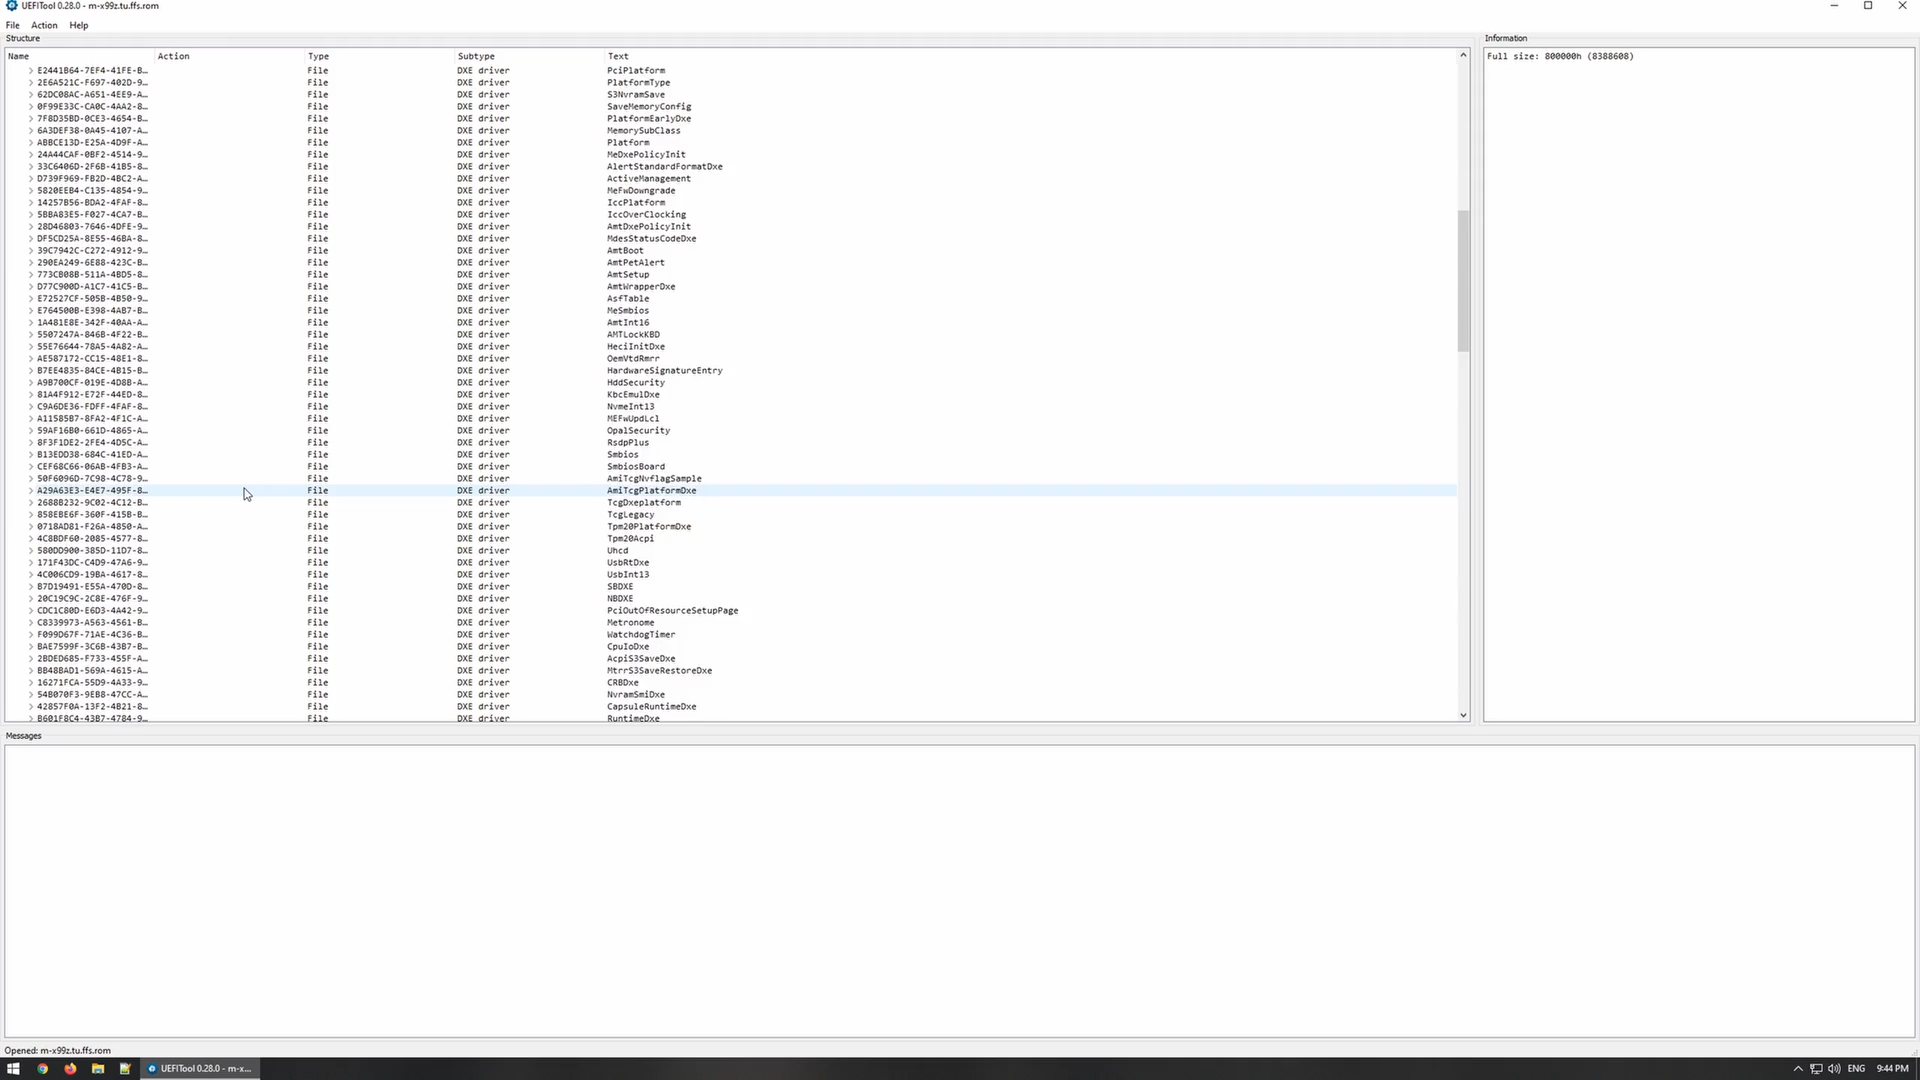 UEFITool 0.28.0 - m-x99z.tu.ffs.rom
File Action Help
Structure
Information
Name Action Type Subtype Text
Full size: 800000h (8388608)
E2441B64-7EF4-41FE-B… File DXE driver PciPlatform
2E6A521C-F697-402D-9… File DXE driver PlatformType
62DC08AC-A651-4EE9-A… File DXE driver S3NvramSave
0F99E33C-CA0C-4AA2-8… File DXE driver SaveMemoryConfig
7F8D35BD-0CE3-4654-B… File DXE driver PlatformEarlyDxe
6A3DEF38-0A45-4107-A… File DXE driver MemorySubClass
ABBCE13D-E25A-4D9F-A… File DXE driver Platform
24A44CAF-0BF2-4514-9… File DXE driver MeDxePolicyInit
33C6406D-2F6B-41B5-8… File DXE driver AlertStandardFormatDxe
D739F969-FB2D-4BC2-A… File DXE driver ActiveManagement
5820EEB4-C135-4854-9… File DXE driver MeFwDowngrade
14257B56-BDA2-4FAF-8… File DXE driver IccPlatform
5BBA83E5-F027-4CA7-B… File DXE driver IccOverClocking
28D46803-7646-4DFE-9… File DXE driver AmtDxePolicyInit
DF5CD25A-8E55-46BA-8… File DXE driver MdesStatusCodeDxe
39C7942C-C272-4912-9… File DXE driver AmtBoot
290EA249-6E88-423C-B… File DXE driver AmtPetAlert
773CB08B-511A-4BD5-8… File DXE driver AmtSetup
D77C900D-A1C7-41C5-B… File DXE driver AmtWrapperDxe
E72527CF-505B-4B50-9… File DXE driver AsfTable
E764500B-E398-4AB7-B… File DXE driver MeSmbios
1A481E8E-342F-40AA-A… File DXE driver AmtInt16
5507247A-846B-4F22-B… File DXE driver AMTLockKBD
55E76644-78A5-4A82-A… File DXE driver HeciInitDxe
AE587172-CC15-48E1-8… File DXE driver OemVtdRmrr
B7EE4835-84CE-4B15-B… File DXE driver HardwareSignatureEntry
A9B700CF-019E-4D8B-A… File DXE driver HddSecurity
81A4F912-E72F-44ED-8… File DXE driver KbcEmulDxe
C9A6DE36-FDFF-4FAF-8… File DXE driver NvmeInt13
A11585B7-8FA2-4F1C-A… File DXE driver MEFwUpdLcl
59AF16B0-661D-4865-A… File DXE driver OpalSecurity
8F3F1DE2-2FE4-4D5C-A… File DXE driver RsdpPlus
B13EDD38-684C-41ED-A… File DXE driver Smbios
CEF68C66-06AB-4FB3-A… File DXE driver SmbiosBoard
50F6096D-7C98-4C78-9… File DXE driver AmiTcgNvflagSample
A29A63E3-E4E7-495F-8… File DXE driver AmiTcgPlatformDxe
2688B232-9C02-4C12-B… File DXE driver TcgDxeplatform
858EBE6F-360F-415B-B… File DXE driver TcgLegacy
0718AD81-F26A-4850-A… File DXE driver Tpm20PlatformDxe
4C8BDF60-2085-4577-8… File DXE driver Tpm20Acpi
580DD900-385D-11D7-8… File DXE driver Uhcd
171F43DC-C4D9-47A6-9… File DXE driver UsbRtDxe
4C006CD9-19BA-4617-8… File DXE driver UsbInt13
B7D19491-E55A-470D-8… File DXE driver SBDXE
20C19C9C-2C8E-476F-9… File DXE driver NBDXE
CDC1C80D-E6D3-4A42-9… File DXE driver PciOutOfResourceSetupPage
C8339973-A563-4561-B… File DXE driver Metronome
F099D67F-71AE-4C36-B… File DXE driver WatchdogTimer
BAE7599F-3C6B-43B7-B… File DXE driver CpuIoDxe
2BDED685-F733-455F-A… File DXE driver AcpiS3SaveDxe
BB48BAD1-569A-4615-A… File DXE driver MtrrS3SaveRestoreDxe
16271FCA-55D9-4A33-9… File DXE driver CRBDxe
54B070F3-9EB8-47CC-A… File DXE driver NvramSmiDxe
42857F0A-13F2-4B21-8… File DXE driver CapsuleRuntimeDxe
B601F8C4-43B7-4784-9… File DXE driver RuntimeDxe
Messages
Opened: m-x99z.tu.ffs.rom
UEFITool 0.28.0 - m-x... ENG 9:44 PM